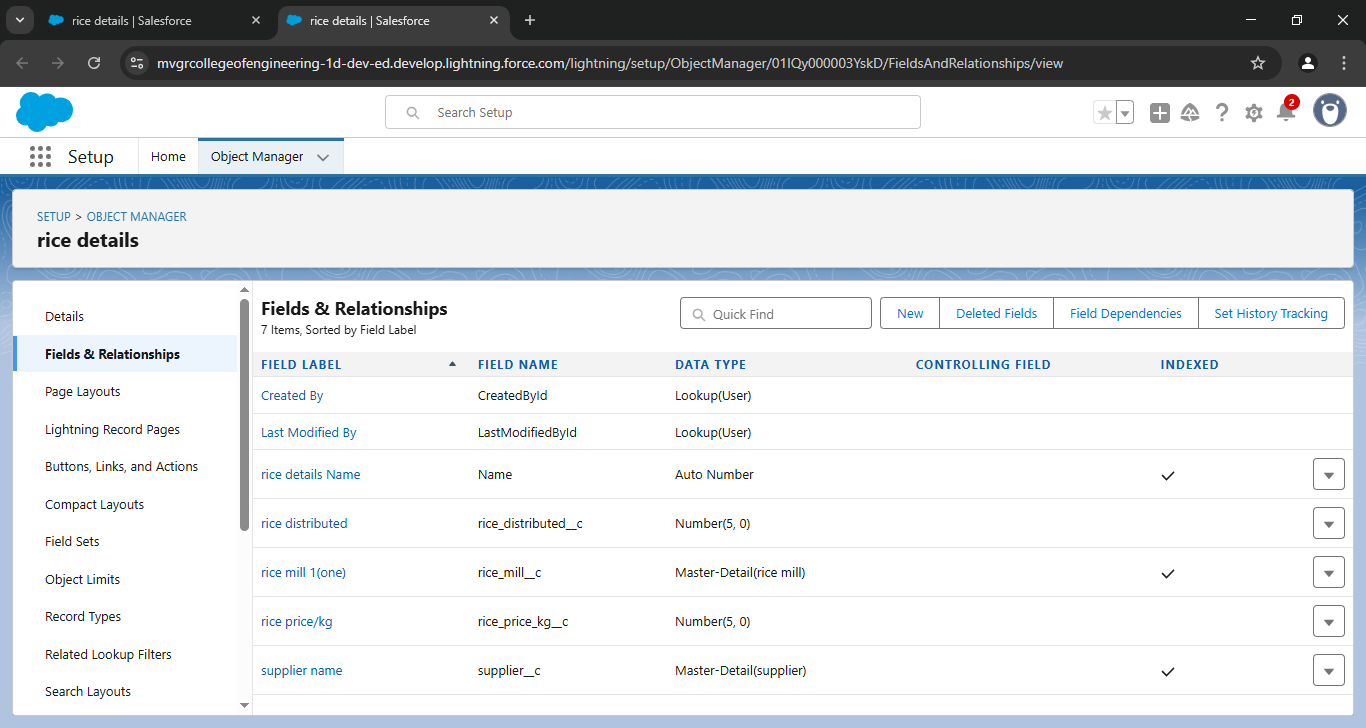 rice details | Salesforce
rice details | Salesforce
mvgrcollegeofengineering-1d-dev-ed.develop.lightning.force.com/lightning/setup/ObjectManager/01IQy000003YskD/FieldsAndRelationships/view
Search Setup
2
Setup
Home
Object Manager
SETUP > OBJECT MANAGER
rice details
Details
Fields & Relationships
Page Layouts
Lightning Record Pages
Buttons, Links, and Actions
Compact Layouts
Field Sets
Object Limits
Record Types
Related Lookup Filters
Search Layouts
Fields & Relationships
7 Items, Sorted by Field Label
Quick Find
New
Deleted Fields
Field Dependencies
Set History Tracking
FIELD LABEL FIELD NAME DATA TYPE CONTROLLING FIELD INDEXED
Created By CreatedById Lookup(User)
Last Modified By LastModifiedById Lookup(User)
rice details Name Name Auto Number
rice distributed rice_distributed__c Number(5, 0)
rice mill 1(one) rice_mill__c Master-Detail(rice mill)
rice price/kg rice_price_kg__c Number(5, 0)
supplier name supplier__c Master-Detail(supplier)